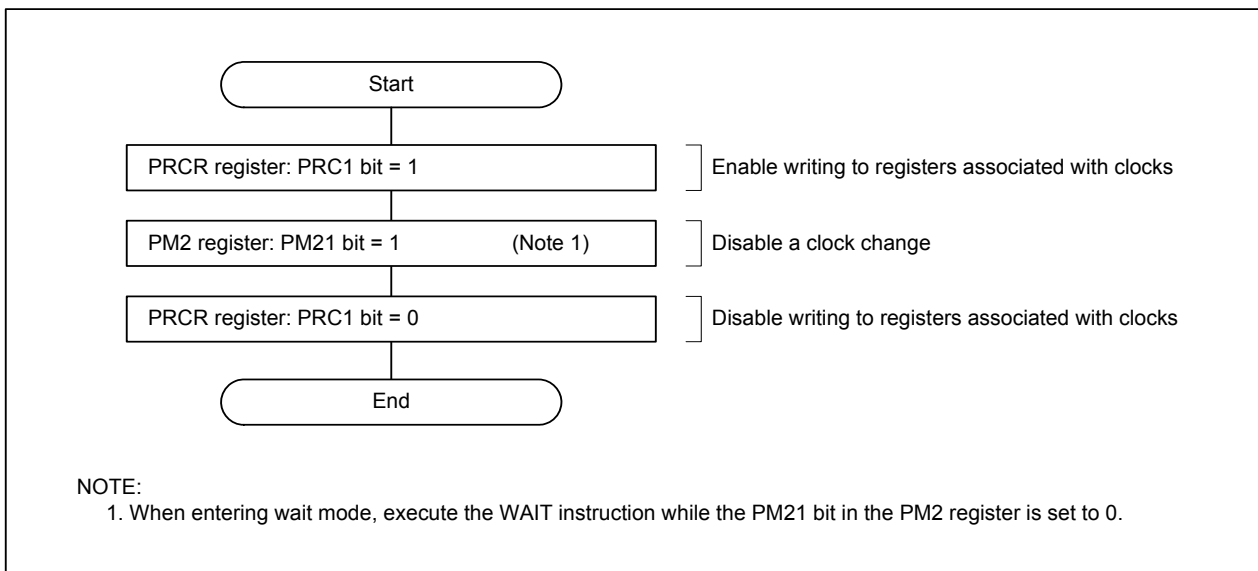 Start
PRCR register: PRC1 bit = 1 Enable writing to registers associated with clocks
PM2 register: PM21 bit = 1 (Note 1) Disable a clock change
PRCR register: PRC1 bit = 0 Disable writing to registers associated with clocks
End
NOTE:
1. When entering wait mode, execute the WAIT instruction while the PM21 bit in the PM2 register is set to 0.